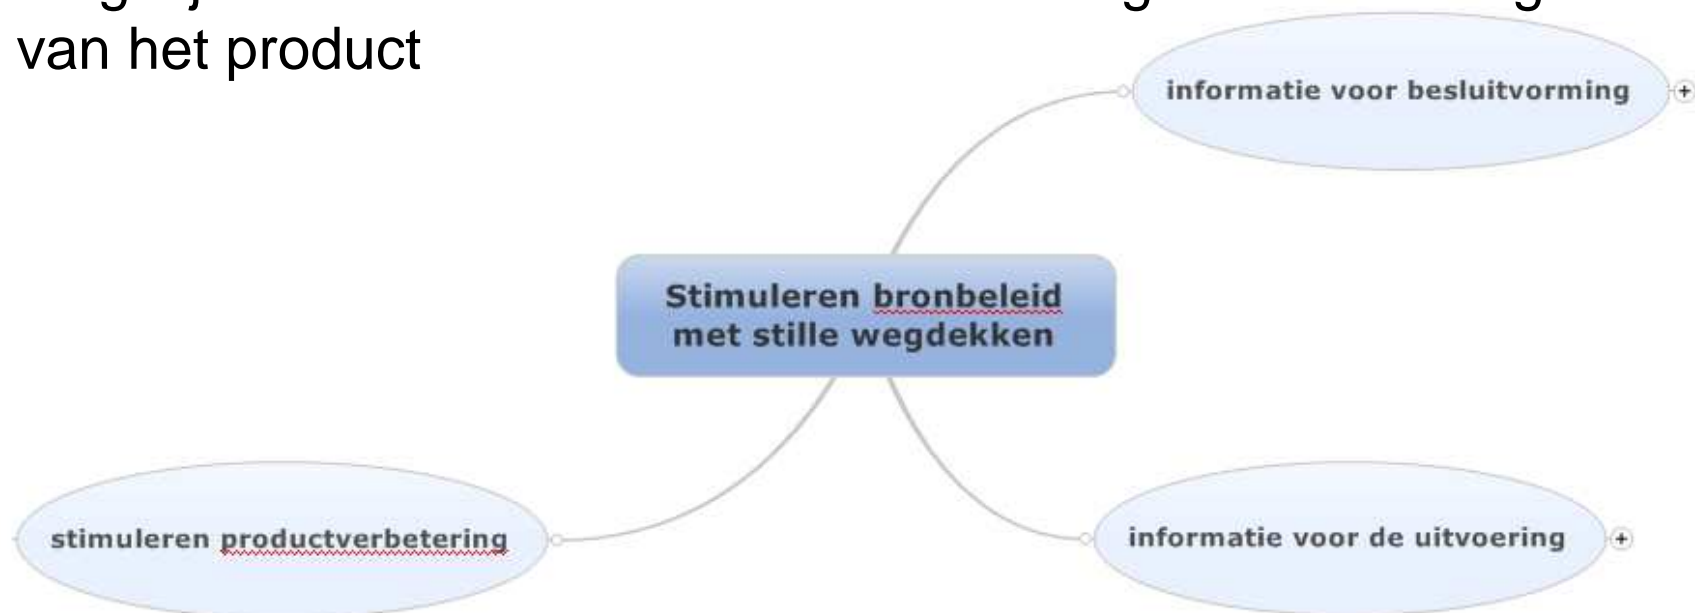 van het product
informatie voor besluitvorming
Stimuleren bronbeleid
met stille wegdekken
stimuleren productverbetering
informatie voor de uitvoering